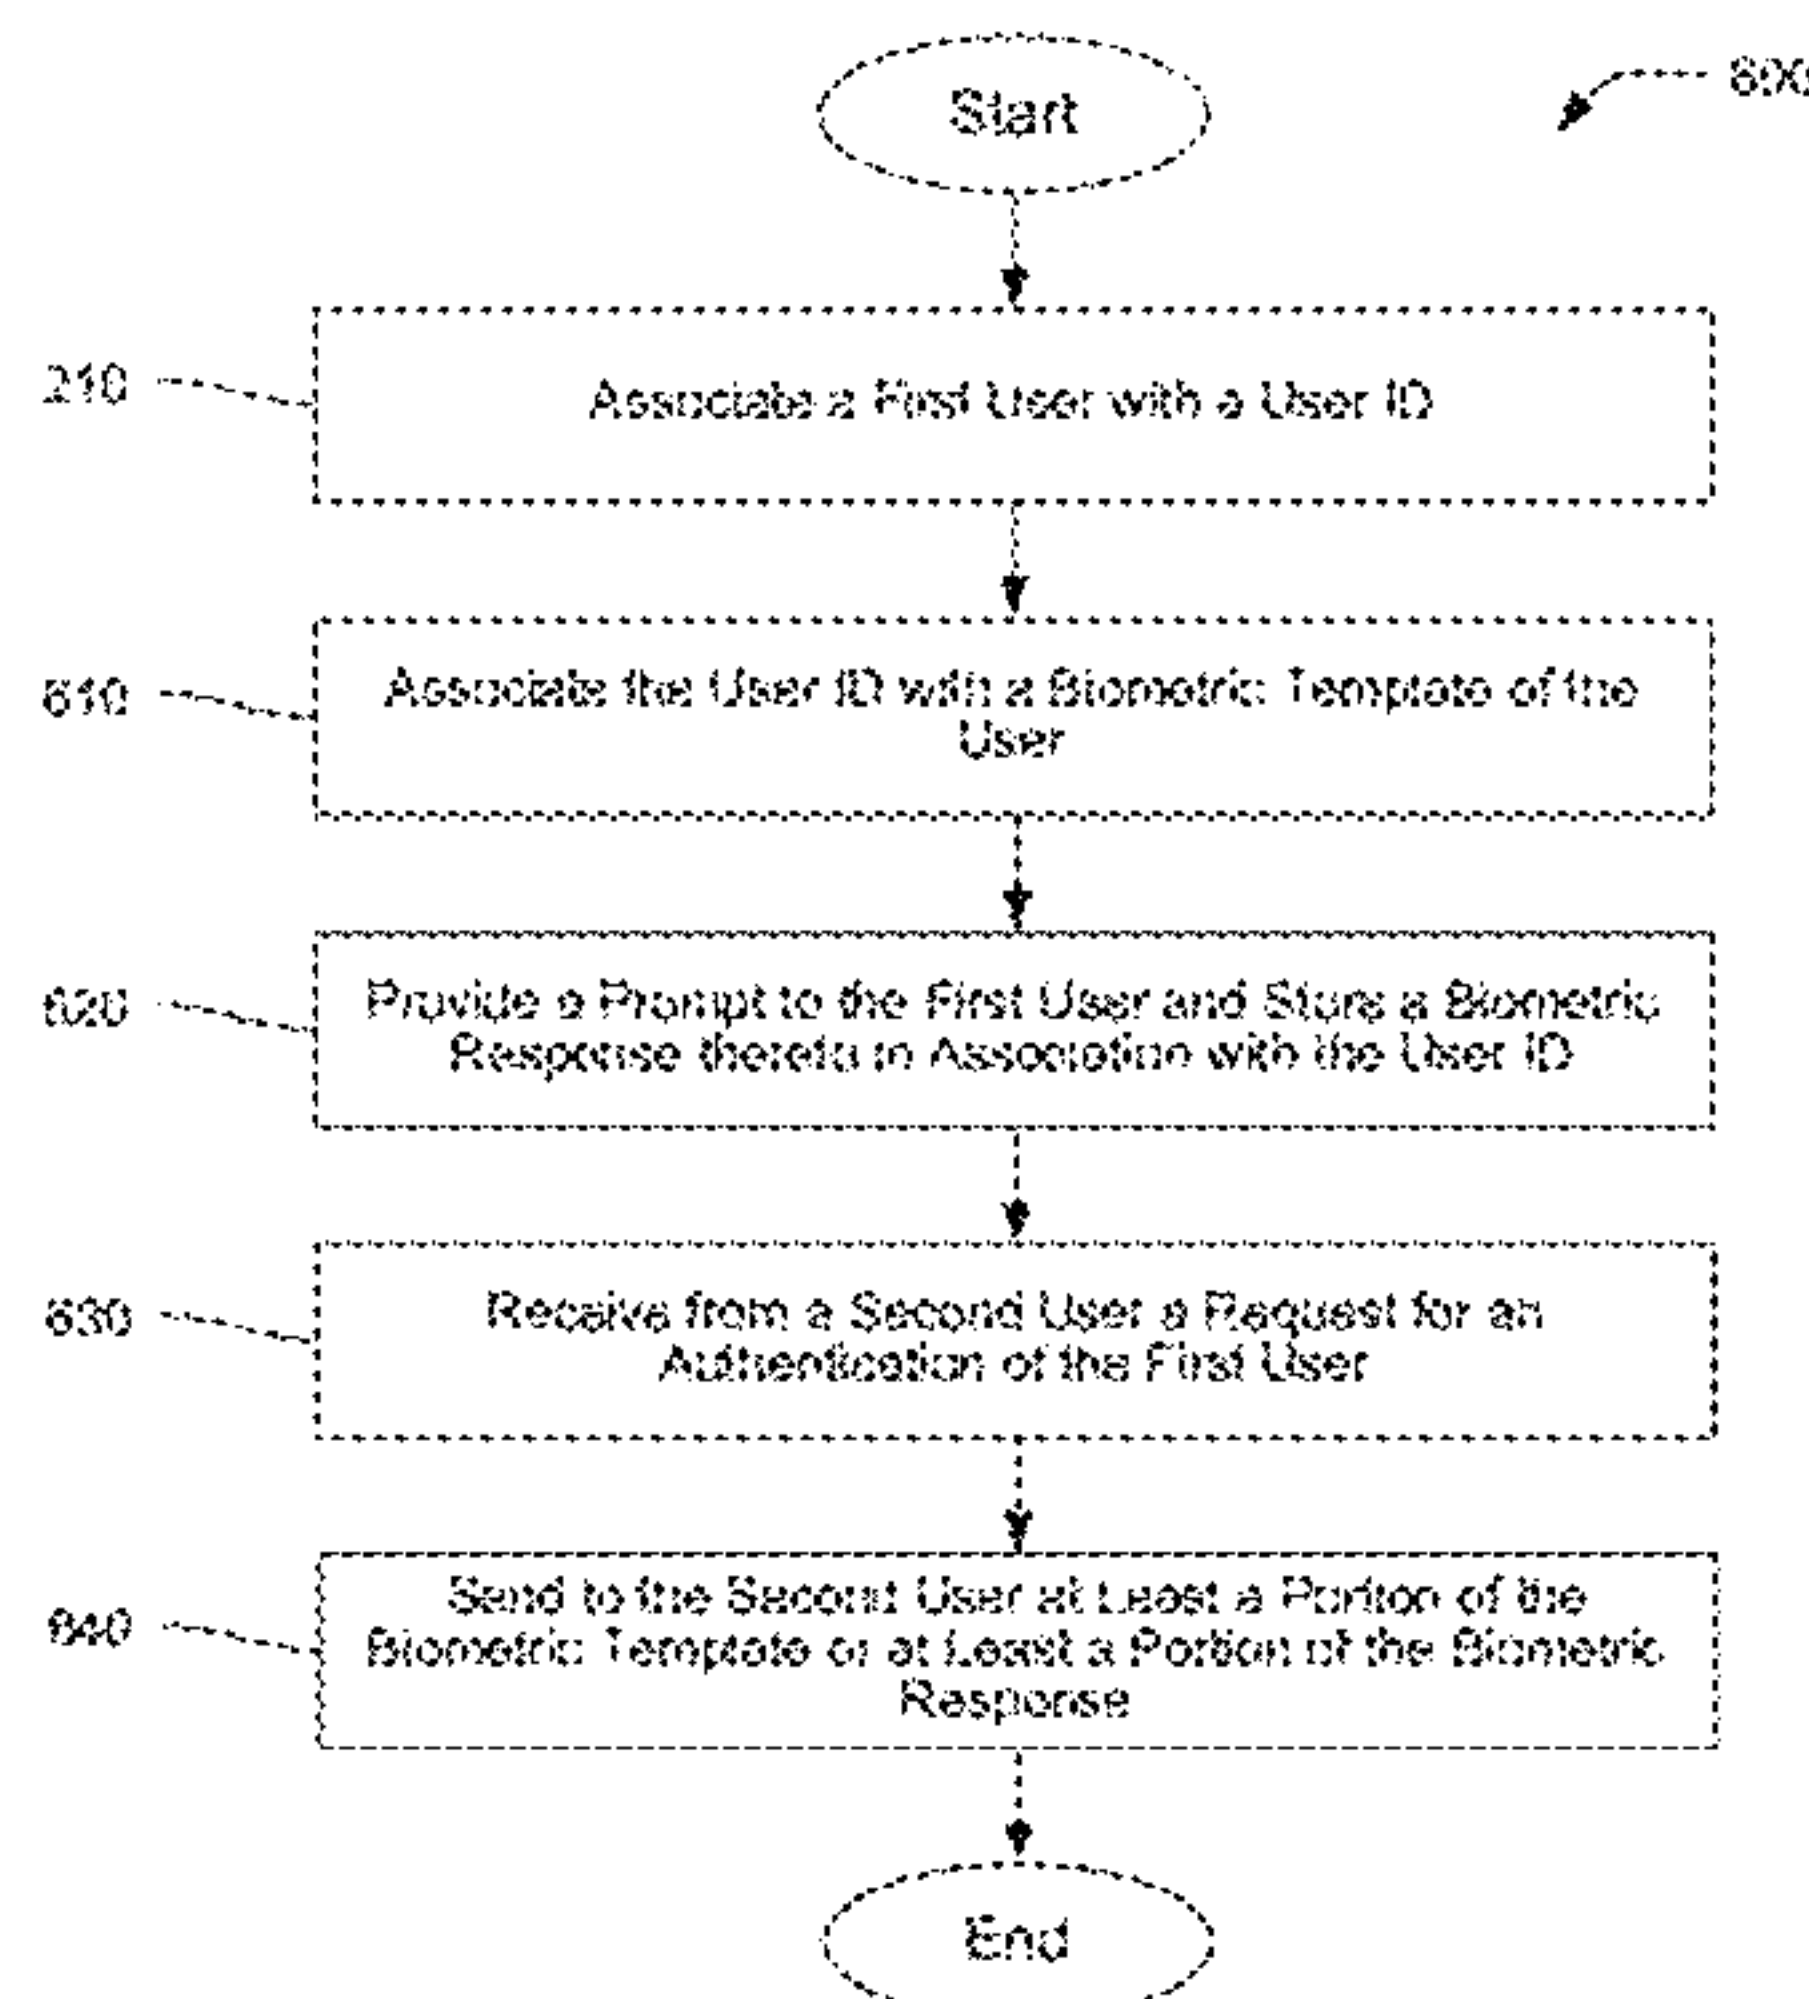 Start
600
210
Associate a First User with a User ID
610
Associate the User ID with a Biometric Template of the
User
620
Provide a Prompt to the First User and Store a Biometric
Response thereto in Association with the User ID
630
Receive from a Second User a Request for an
Authentication of the First User
640
Send to the Second User at Least a Portion of the
Biometric Template or at Least a Portion of the Biometric
Response
End